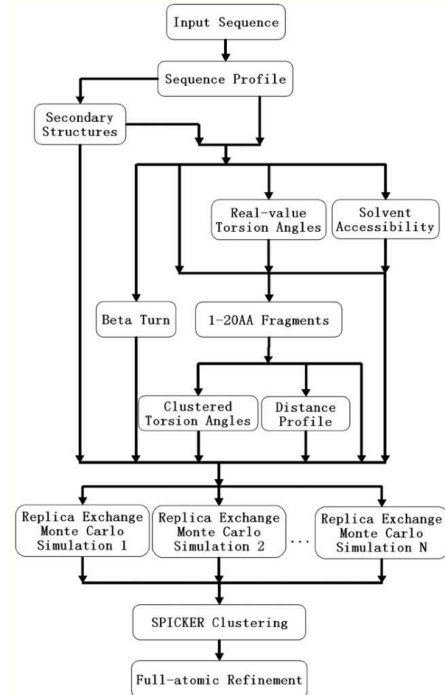 Input Sequence
Sequence Profile
Secondary
Structures
Real-value
Torsion Angles
Solvent
Accessibility
Beta Turn
1-20AA Fragments
Clustered
Torsion Angles
Distance
Profile
Replica Exchange
Monte Carlo
Simulation 1
Replica Exchange
Monte Carlo
Simulation 2
...
Replica Exchange
Monte Carlo
Simulation N
SPICKER Clustering
Full-atomic Refinement